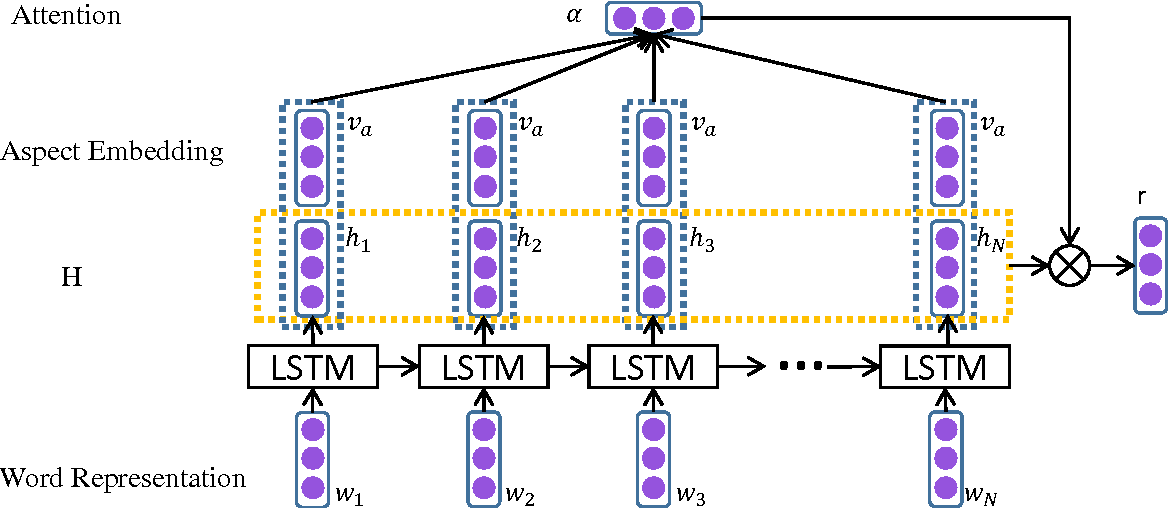 Attention α
v_a v_a v_a v_a
Aspect Embedding
r
h_1 h_2 h_3 h_N
H
LSTM LSTM LSTM ... LSTM
Word Representation
w_1 w_2 w_3 w_N